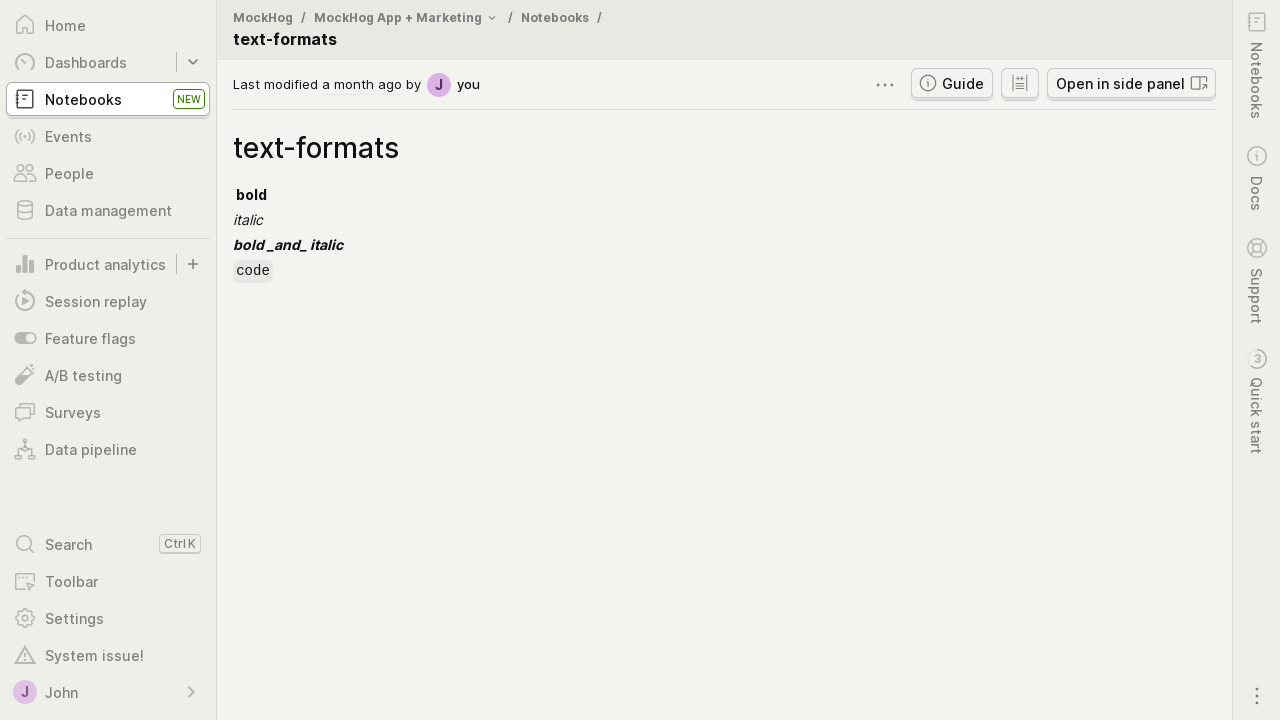 Home
Dashboards
Notebooks NEW
Events
People
Data management
Product analytics
Session replay
Feature flags
A/B testing
Surveys
Data pipeline
Search Ctrl K
Toolbar
Settings
System issue!
J John
MockHog / MockHog App + Marketing / Notebooks /
text-formats
Last modified a month ago by J you
Guide
Open in side panel
text-formats
bold
italic
bold _and_ italic
code
Notebooks
Docs
Support
3 Quick start